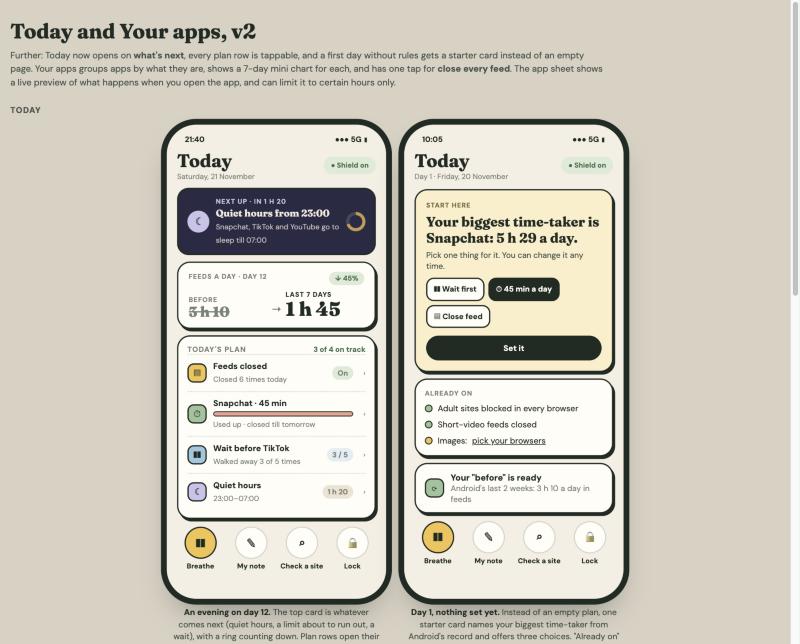 Today and Your apps, v2
Further: Today now opens on what's next, every plan row is tappable, and a first day without rules gets a starter card instead of an empty
page. Your apps groups apps by what they are, shows a 7-day mini chart for each, and has one tap for close every feed. The app sheet shows
a live preview of what happens when you open the app, and can limit it to certain hours only.
TODAY
21:40
5G
Today
Saturday, 21 November
Shield on
NEXT UP · IN 1 H 20
Quiet hours from 23:00
Snapchat, TikTok and YouTube go to
sleep till 07:00
FEEDS A DAY · DAY 12
↓ 45%
BEFORE
3 h 10
→
LAST 7 DAYS
1 h 45
TODAY'S PLAN
3 of 4 on track
Feeds closed
Closed 6 times today
On
›
Snapchat · 45 min
Used up · closed till tomorrow
›
Wait before TikTok
Walked away 3 of 5 times
3 / 5
›
Quiet hours
23:00–07:00
1 h 20
›
Breathe
My note
Check a site
Lock
An evening on day 12. The top card is whatever
comes next (quiet hours, a limit about to run out, a
wait), with a ring counting down. Plan rows open their
10:05
5G
Today
Day 1 · Friday, 20 November
Shield on
START HERE
Your biggest time-taker is
Snapchat: 5 h 29 a day.
Pick one thing for it. You can change it any
time.
Wait first
45 min a day
Close feed
Set it
ALREADY ON
Adult sites blocked in every browser
Short-video feeds closed
Images: pick your browsers
Your "before" is ready
Android's last 2 weeks: 3 h 10 a day in
feeds
Breathe
My note
Check a site
Lock
Day 1, nothing set yet. Instead of an empty plan, one
starter card names your biggest time-taker from
Android's record and offers three choices. "Already on"